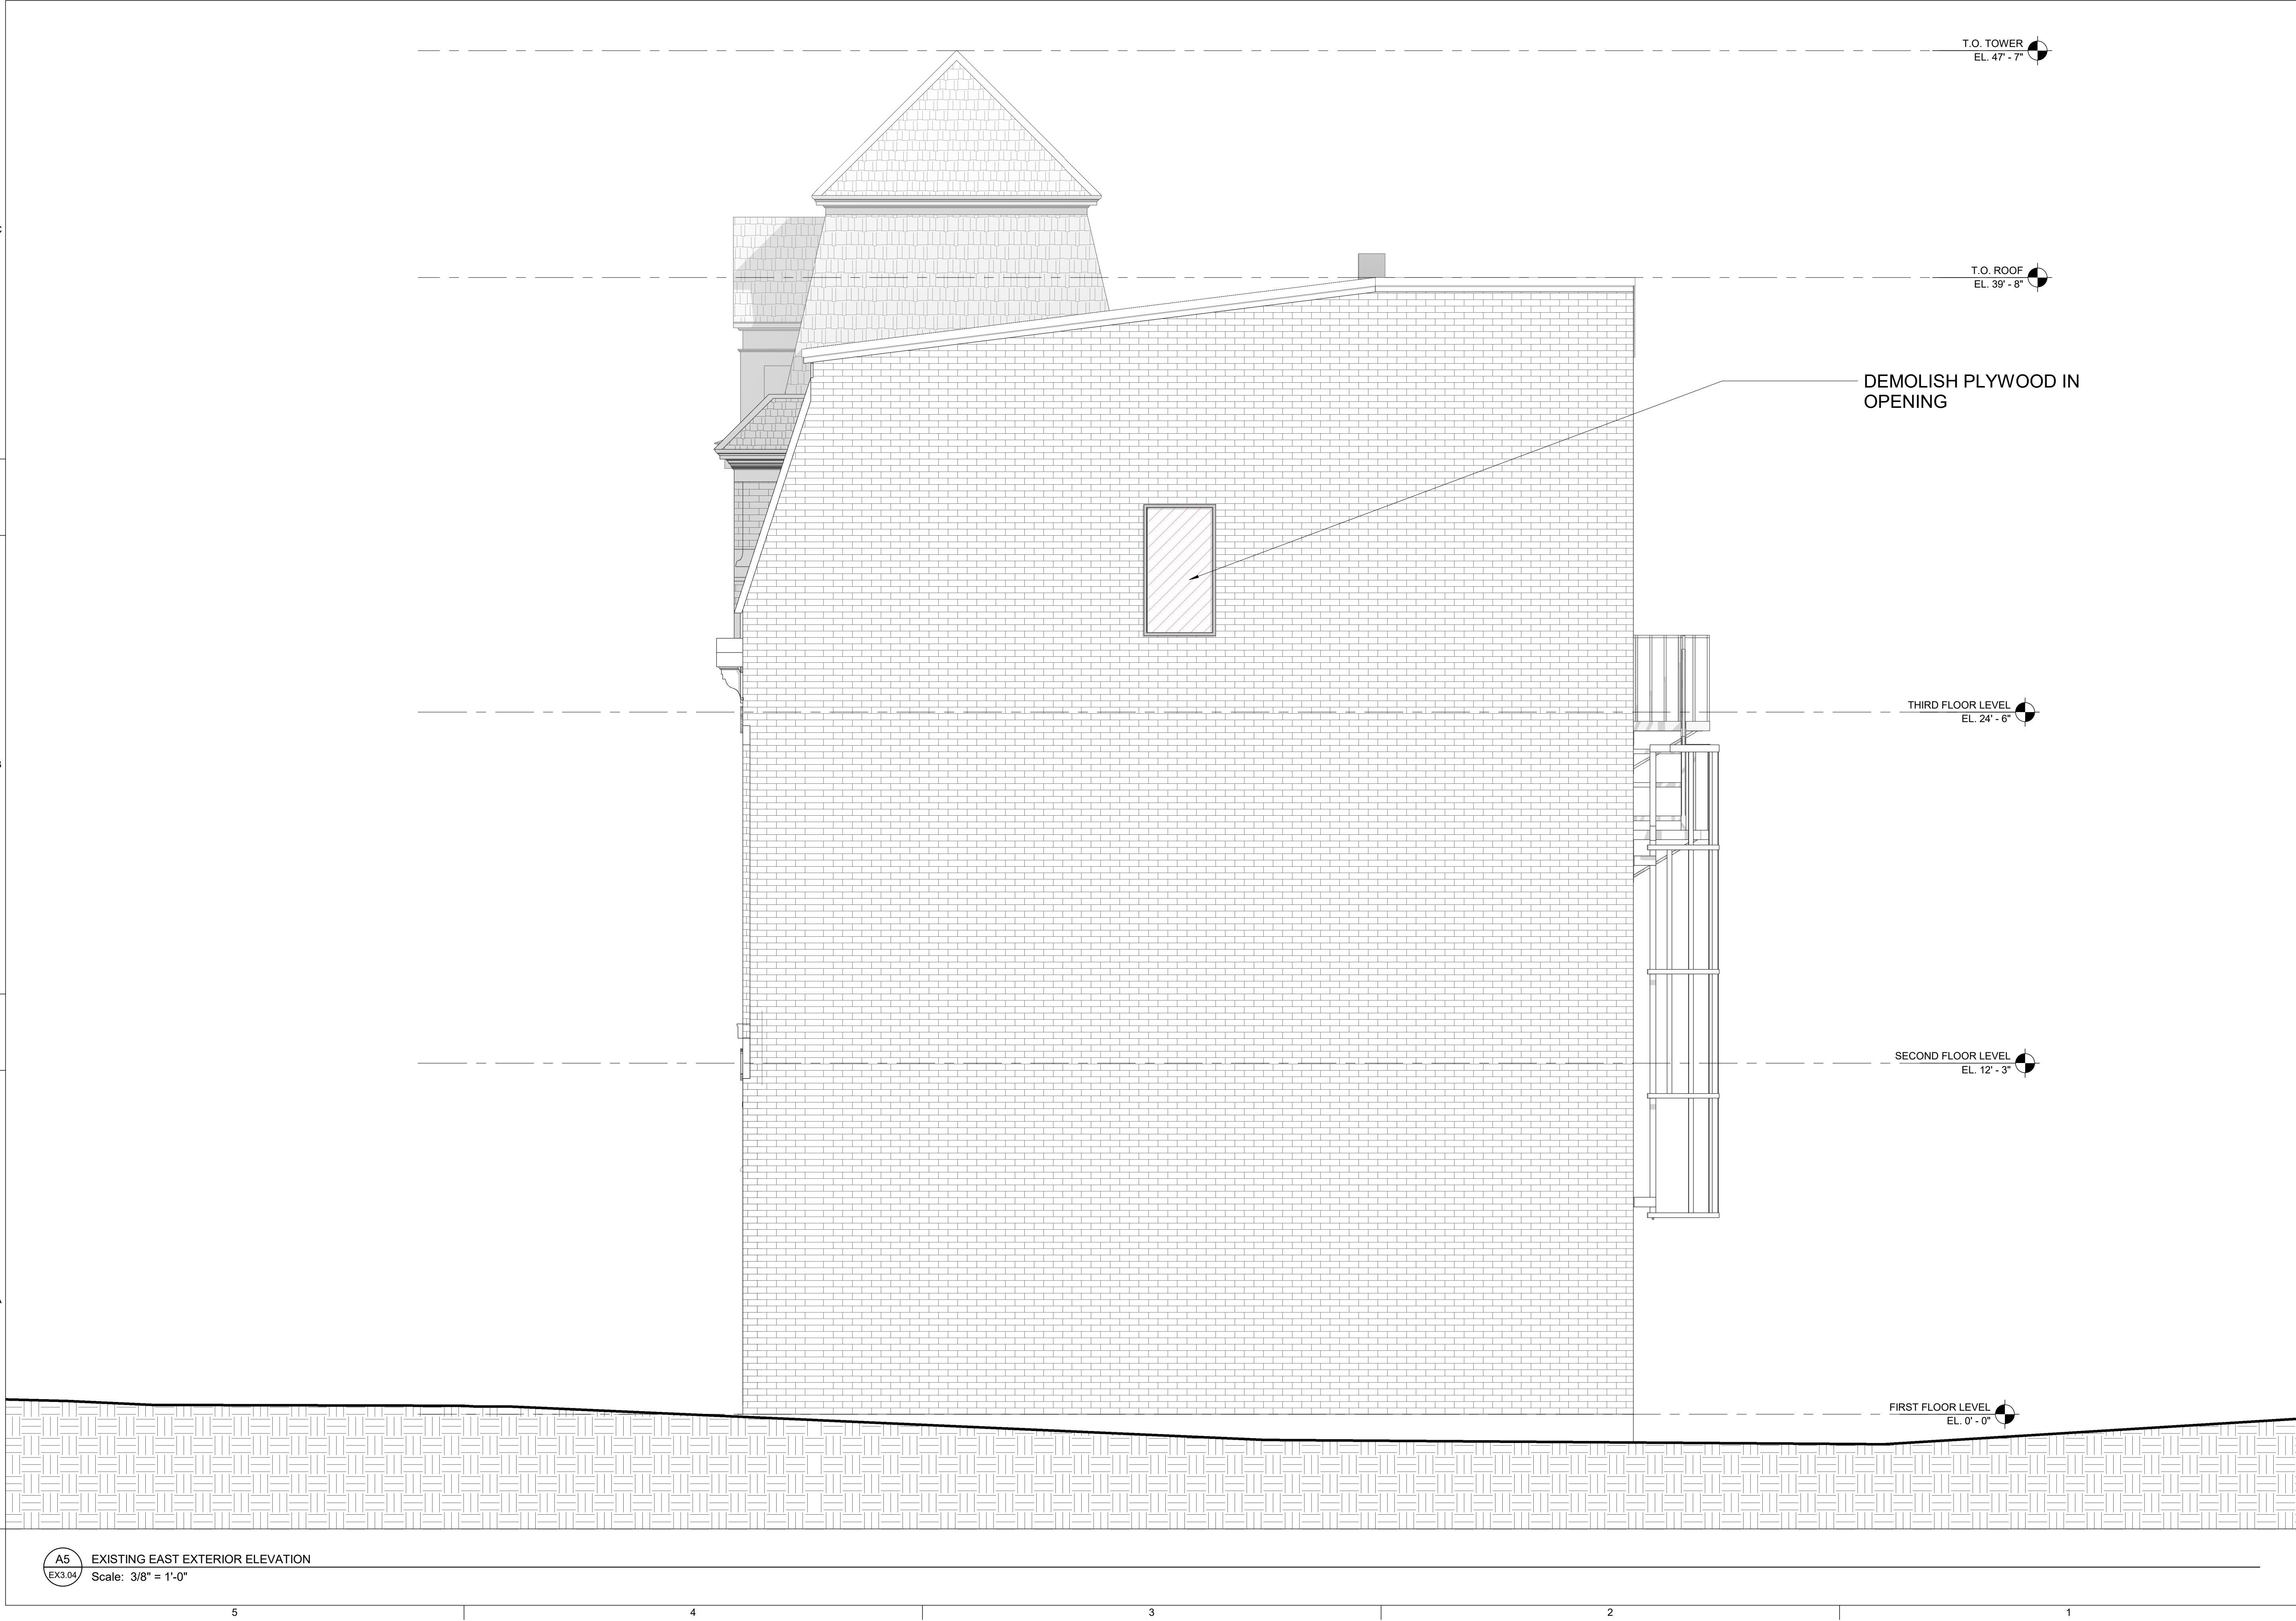 T.O. TOWER
EL. 47' - 7"
T.O. ROOF
EL. 39' - 8"
DEMOLISH PLYWOOD IN
OPENING
THIRD FLOOR LEVEL
EL. 24' - 6"
SECOND FLOOR LEVEL
EL. 12' - 3"
FIRST FLOOR LEVEL
EL. 0' - 0"
A5
EX3.04
EXISTING EAST EXTERIOR ELEVATION
Scale: 3/8" = 1'-0"
5
4
3
2
1